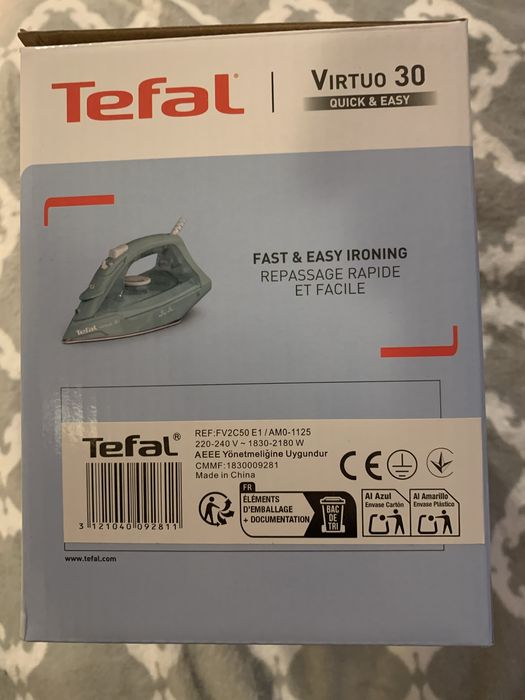 Tefal
VIRTUO 30
QUICK & EASY
FAST & EASY IRONING
REPASSAGE RAPIDE
ET FACILE
Tefal
Tefal®
REF:FV2C50 E1 / AM0-1125
220-240 V ~ 1830-2180 W
AEEE Yönetmeliğine Uygundur
CMMF:1830009281
Made in China
CE
3 121040 092811
FR
ÉLÉMENTS
D'EMBALLAGE
+ DOCUMENTATION
BAC
DE
TRI
Al Azul
Envase Cartón
Al Amarillo
Envase Plástico
www.tefal.com